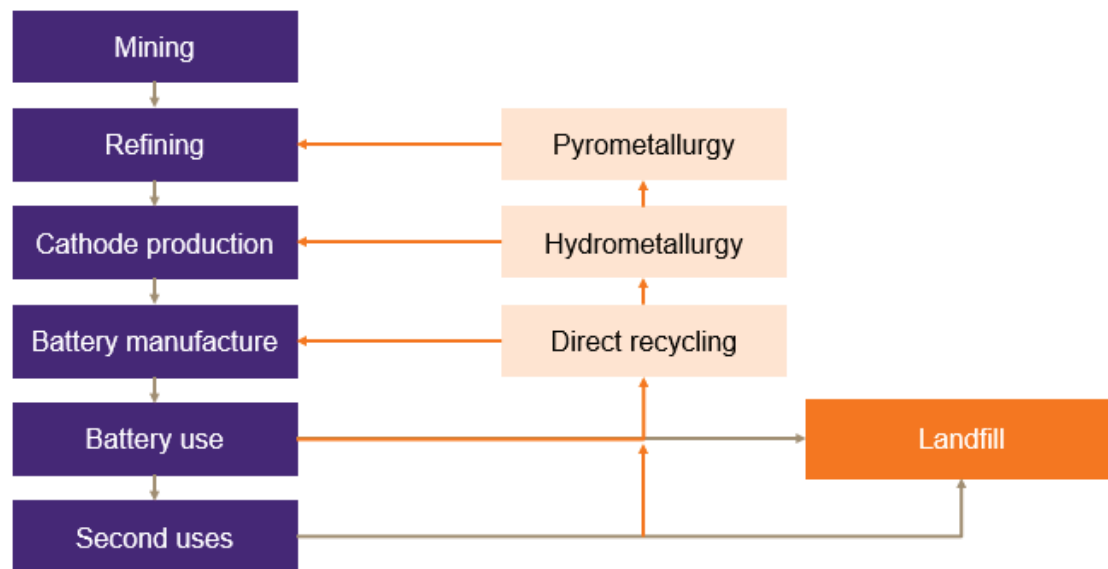 Mining
Refining
Pyrometallurgy
Cathode production
Hydrometallurgy
Battery manufacture
Direct recycling
Battery use
Landfill
Second uses